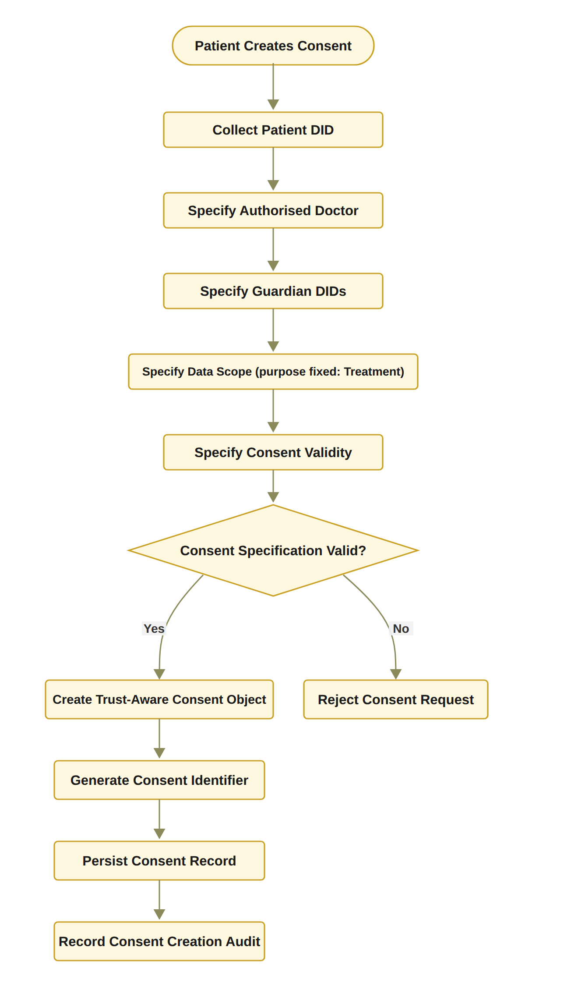 Patient Creates Consent
Collect Patient DID
Specify Authorised Doctor
Specify Guardian DIDs
Specify Data Scope (purpose fixed: Treatment)
Specify Consent Validity
Consent Specification Valid?
Yes
No
Create Trust-Aware Consent Object
Reject Consent Request
Generate Consent Identifier
Persist Consent Record
Record Consent Creation Audit